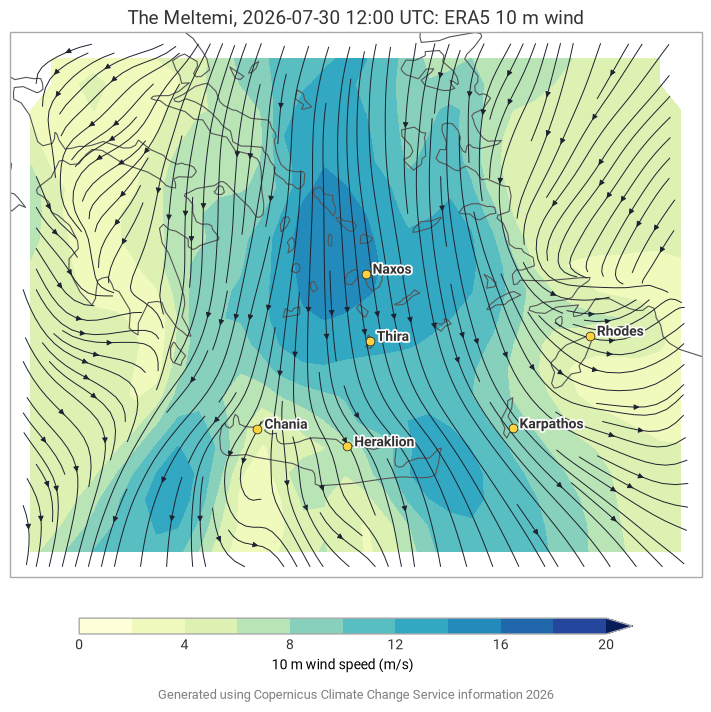 The Meltemi, 2026-07-30 12:00 UTC: ERA5 10 m wind
Naxos
Rhodes
Thira
Chania
Karpathos
Heraklion
0 4 8 12 16 20
10 m wind speed (m/s)
Generated using Copernicus Climate Change Service information 2026